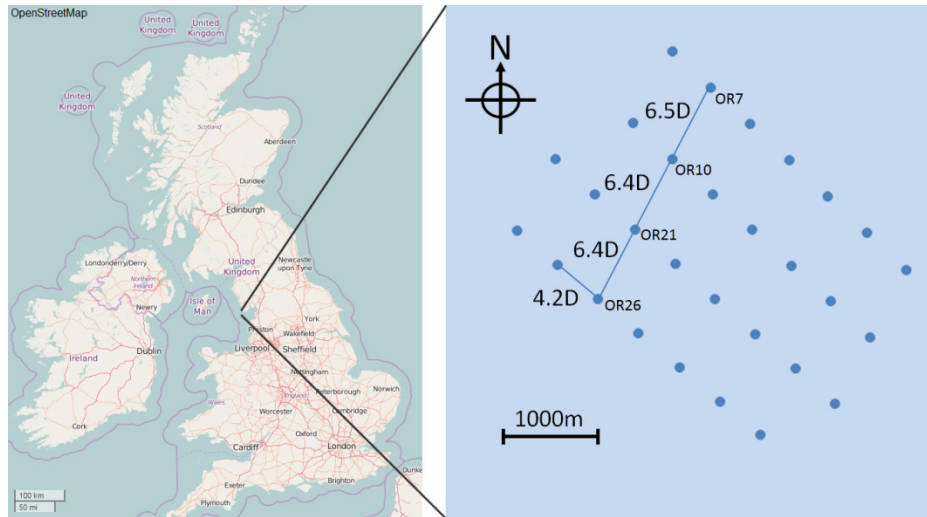 OpenStreetMap
United
Kingdom
United
Kingdom
United
Kingdom
Scotland
Aberdeen
Dundee
Edinburgh
United
Kingdom
Newcastle
upon Tyne
Londonderry/Derry
Northern
Ireland
Newry
Isle of
Man
Preston
York
Wakefield
Liverpool
Sheffield
Ireland
Dublin
Nottingham
Peterborough
Norwich
England
Wales
Worcester
Cambridge
Cork
Oxford
Cardiff
London
Brighton
Exeter
Plymouth
Dunke
100 km
50 mi
N
OR7
6.5D
OR10
6.4D
OR21
6.4D
4.2D
OR26
1000m